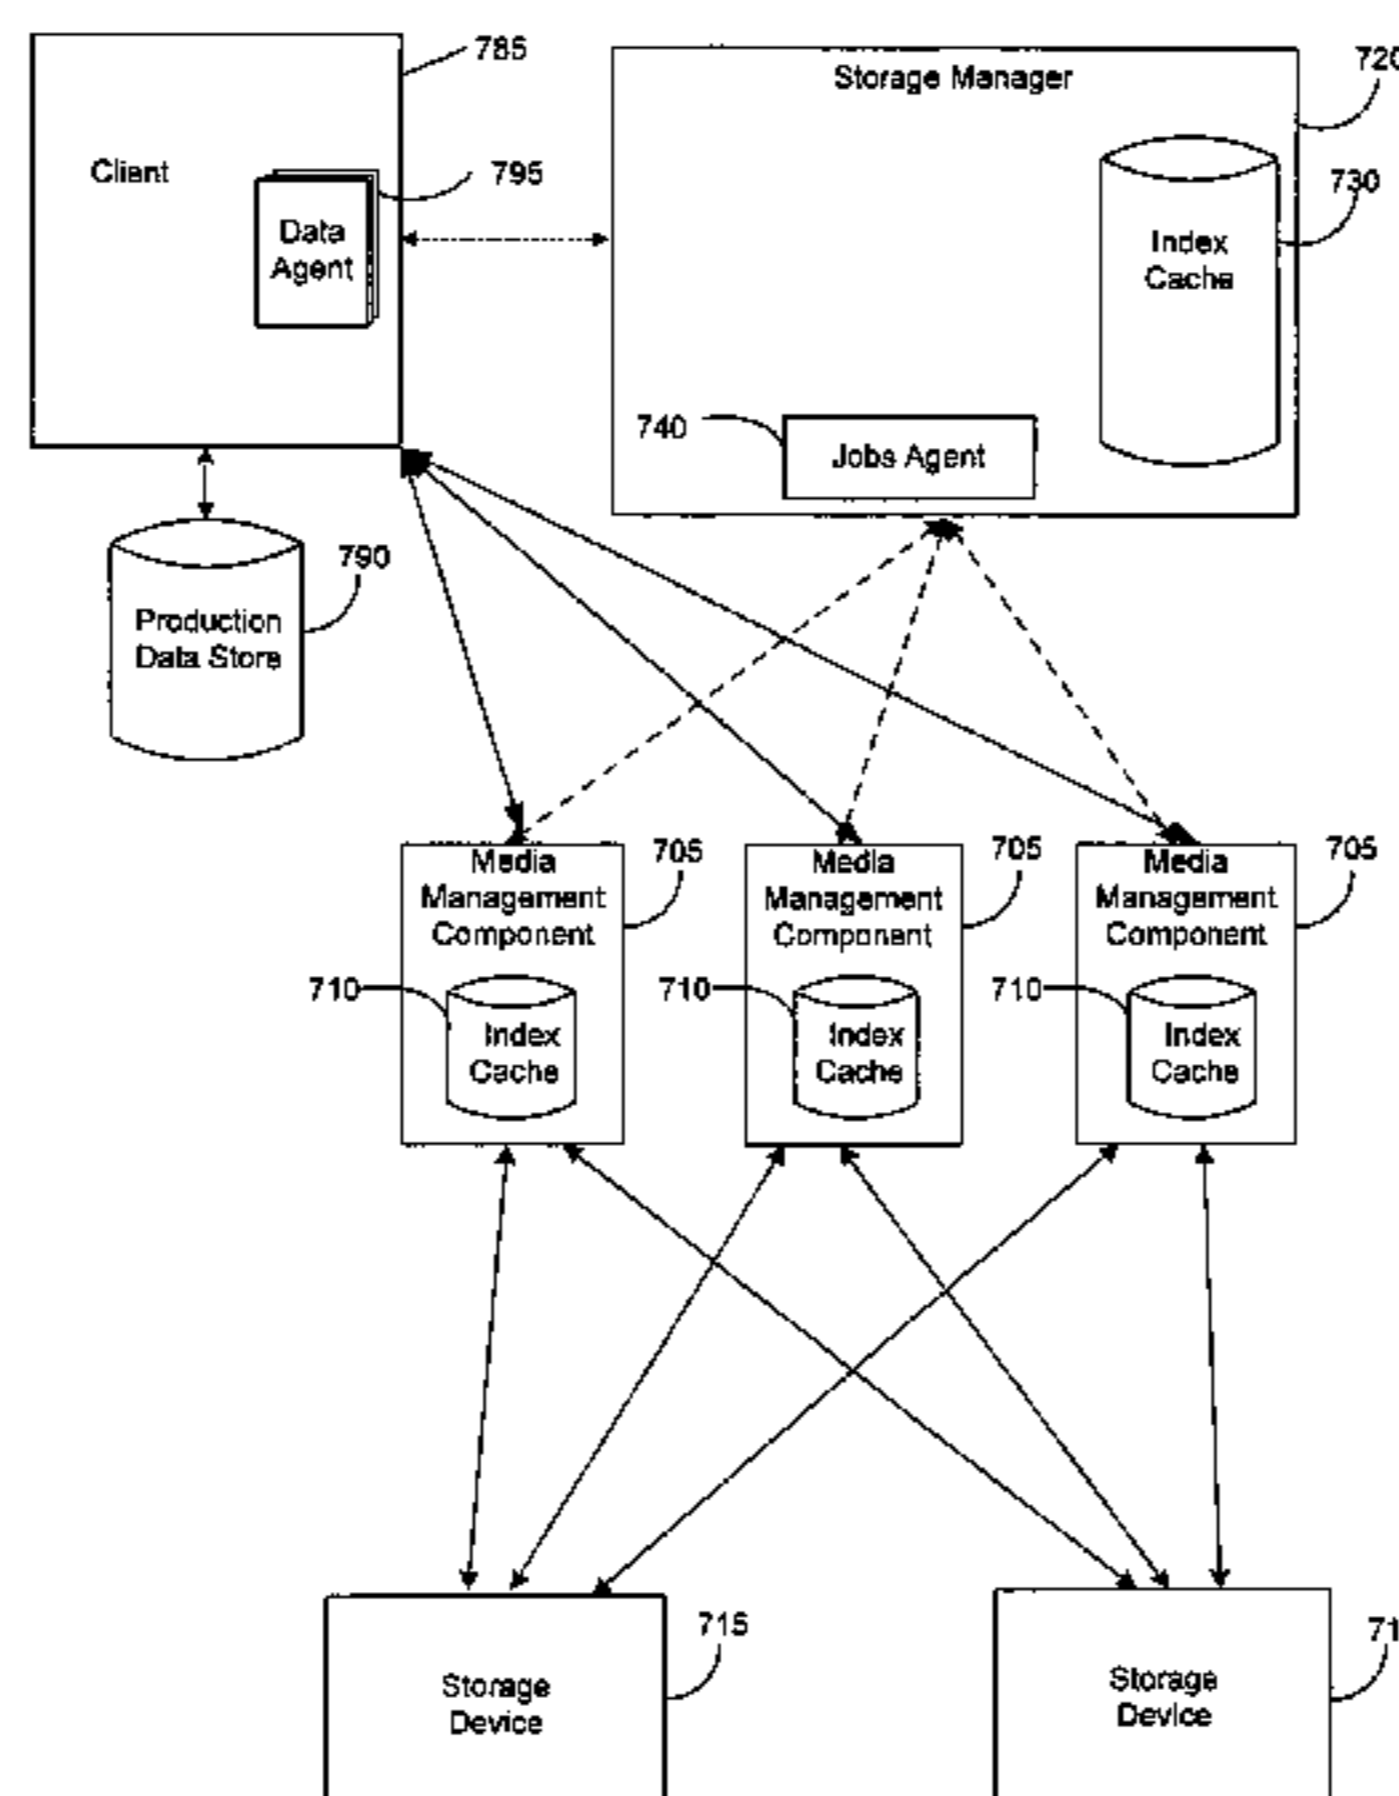 785
Client
795
Data
Agent
Storage Manager
720
730
Index
Cache
740
Jobs Agent
790
Production
Data Store
Media
Management
Component
705
710
Index
Cache
Media
Management
Component
705
710
Index
Cache
Media
Management
Component
705
710
Index
Cache
715
Storage
Device
71
Storage
Device